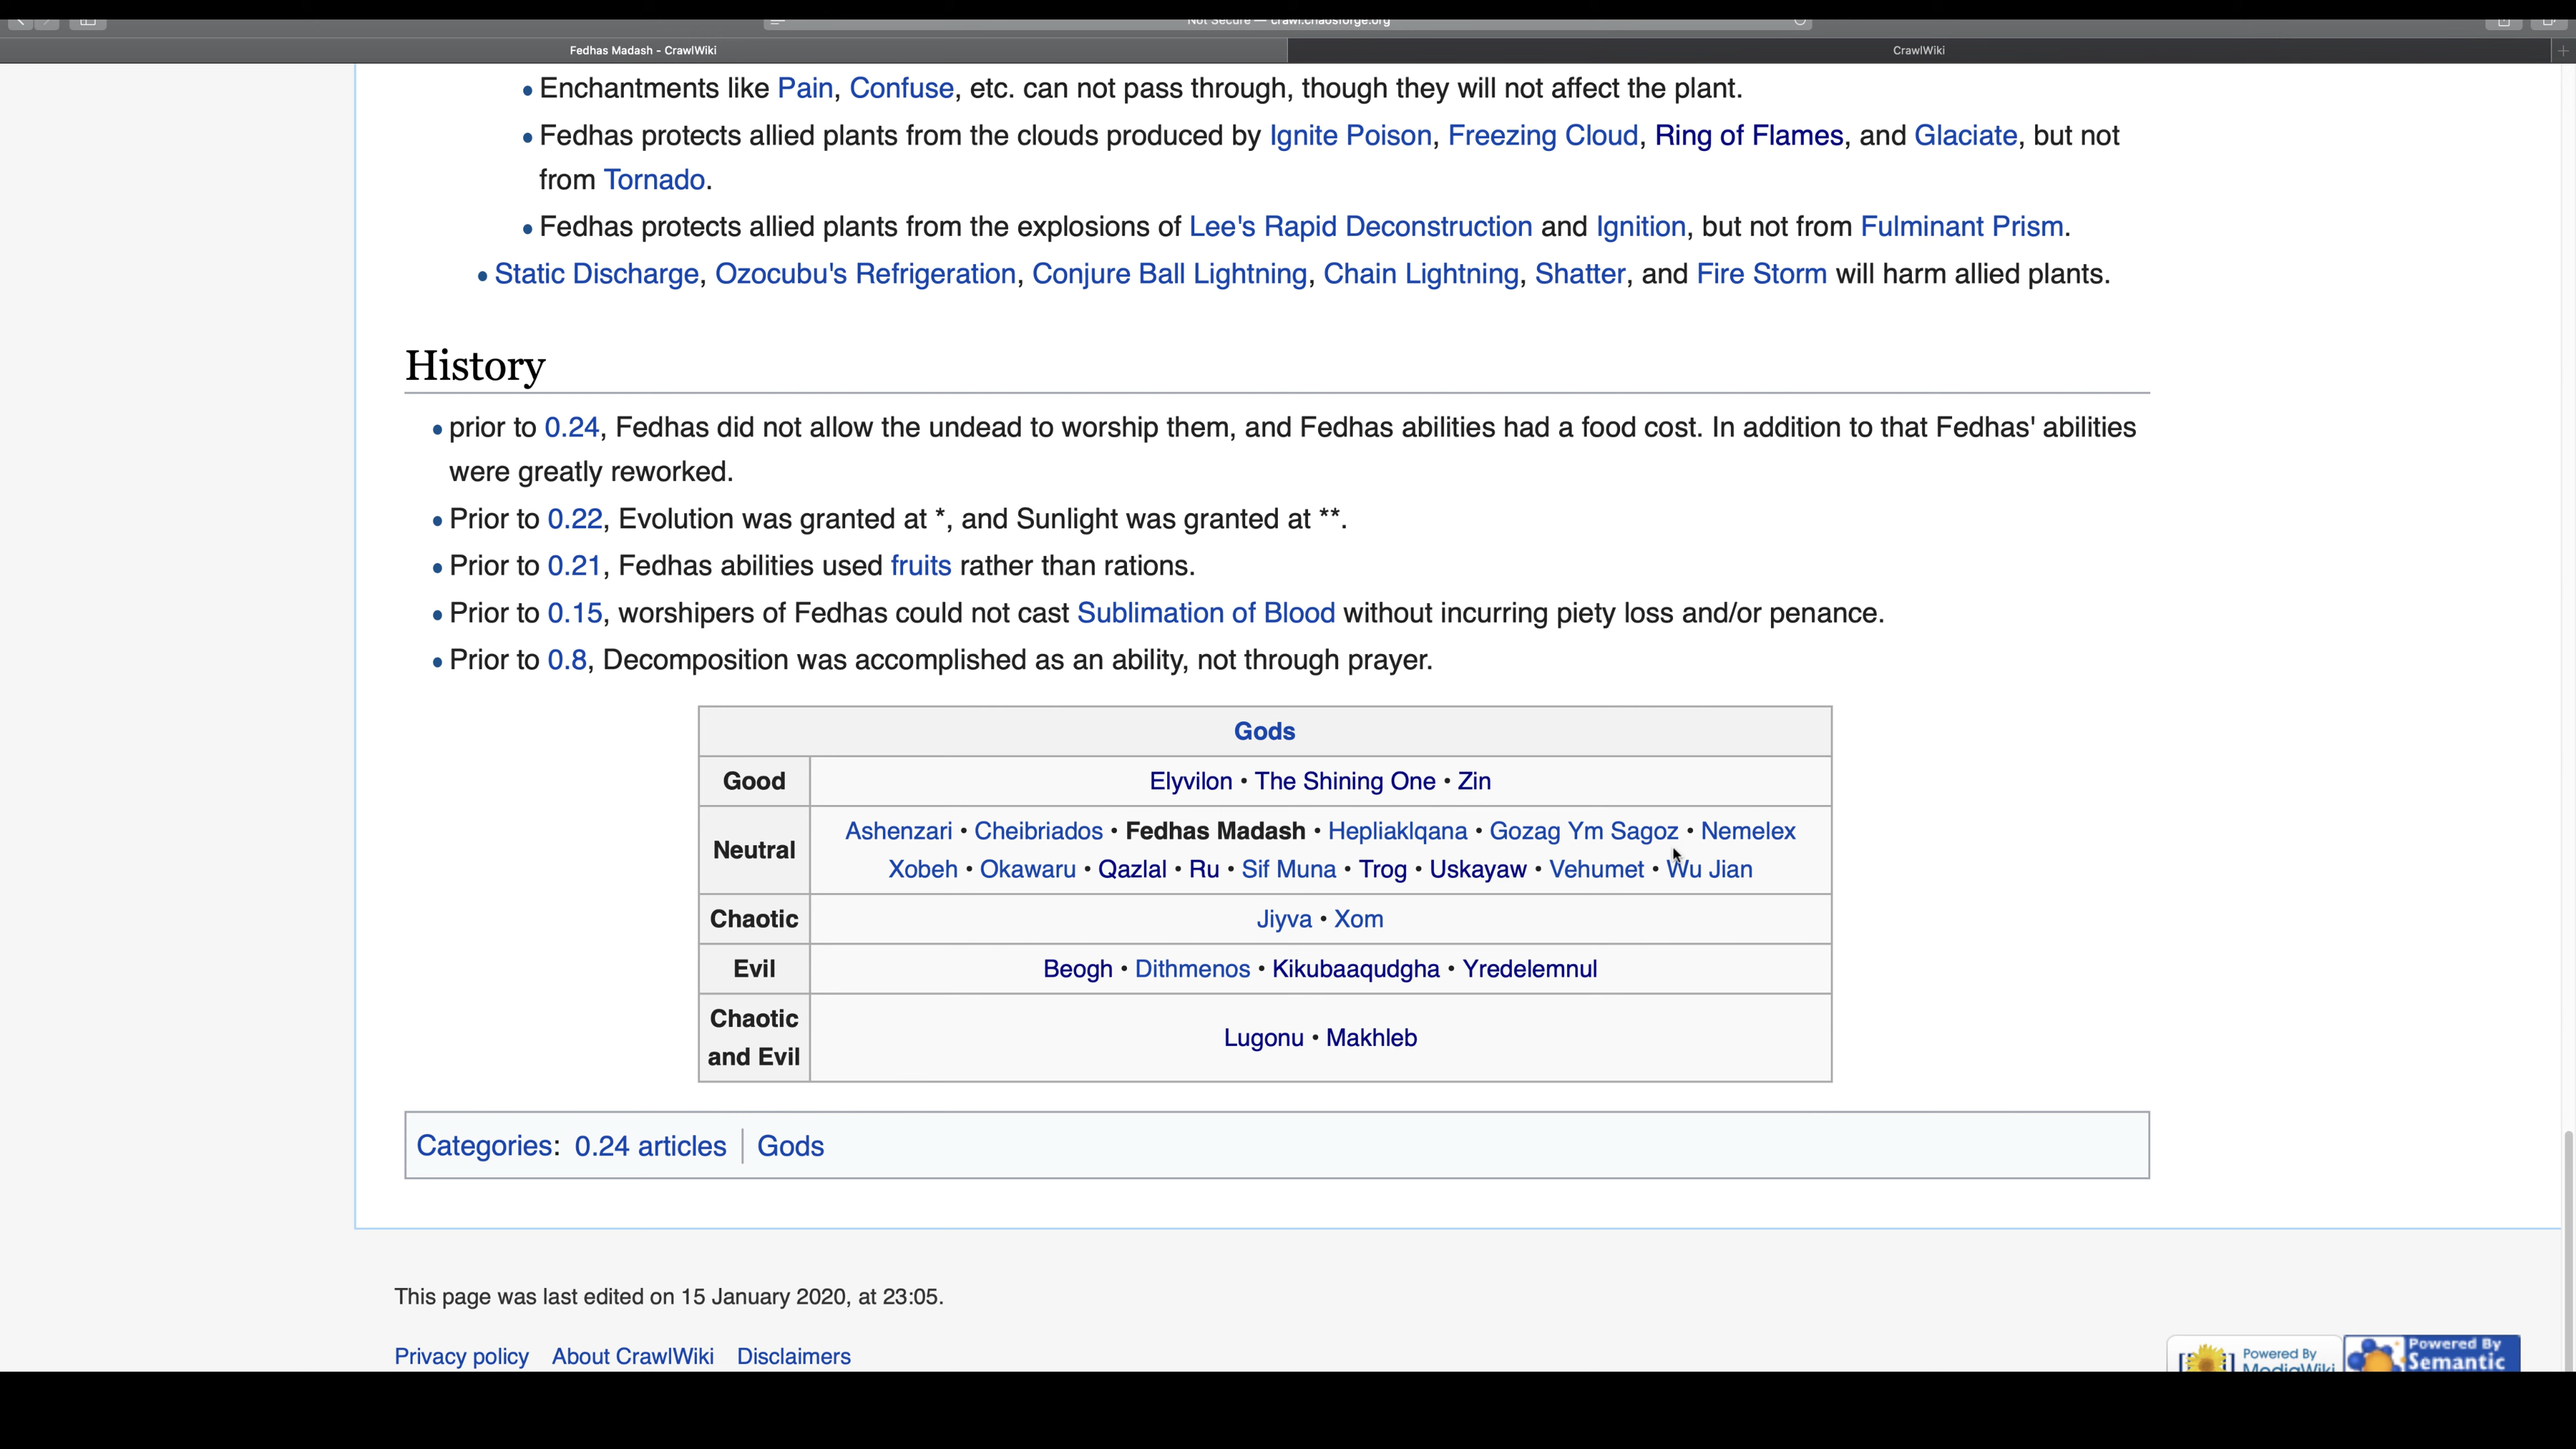 Not Secure — crawl.chaosforge.org
Fedhas Madash - CrawlWiki
CrawlWiki
Enchantments like Pain, Confuse, etc. can not pass through, though they will not affect the plant.
Fedhas protects allied plants from the clouds produced by Ignite Poison, Freezing Cloud, Ring of Flames, and Glaciate, but not
from Tornado.
Fedhas protects allied plants from the explosions of Lee's Rapid Deconstruction and Ignition, but not from Fulminant Prism.
Static Discharge, Ozocubu's Refrigeration, Conjure Ball Lightning, Chain Lightning, Shatter, and Fire Storm will harm allied plants.
History
prior to 0.24, Fedhas did not allow the undead to worship them, and Fedhas abilities had a food cost. In addition to that Fedhas' abilities
were greatly reworked.
Prior to 0.22, Evolution was granted at *, and Sunlight was granted at **.
Prior to 0.21, Fedhas abilities used fruits rather than rations.
Prior to 0.15, worshipers of Fedhas could not cast Sublimation of Blood without incurring piety loss and/or penance.
Prior to 0.8, Decomposition was accomplished as an ability, not through prayer.
Gods
Good
Elyvilon • The Shining One • Zin
Neutral
Ashenzari • Cheibriados • Fedhas Madash • Hepliaklqana • Gozag Ym Sagoz • Nemelex
Xobeh • Okawaru • Qazlal • Ru • Sif Muna • Trog • Uskayaw • Vehumet • Wu Jian
Chaotic
Jiyva • Xom
Evil
Beogh • Dithmenos • Kikubaaqudgha • Yredelemnul
Chaotic
and Evil
Lugonu • Makhleb
Categories: 0.24 articles | Gods
This page was last edited on 15 January 2020, at 23:05.
Privacy policy About CrawlWiki Disclaimers
Powered By
MediaWiki
Powered By
Semantic